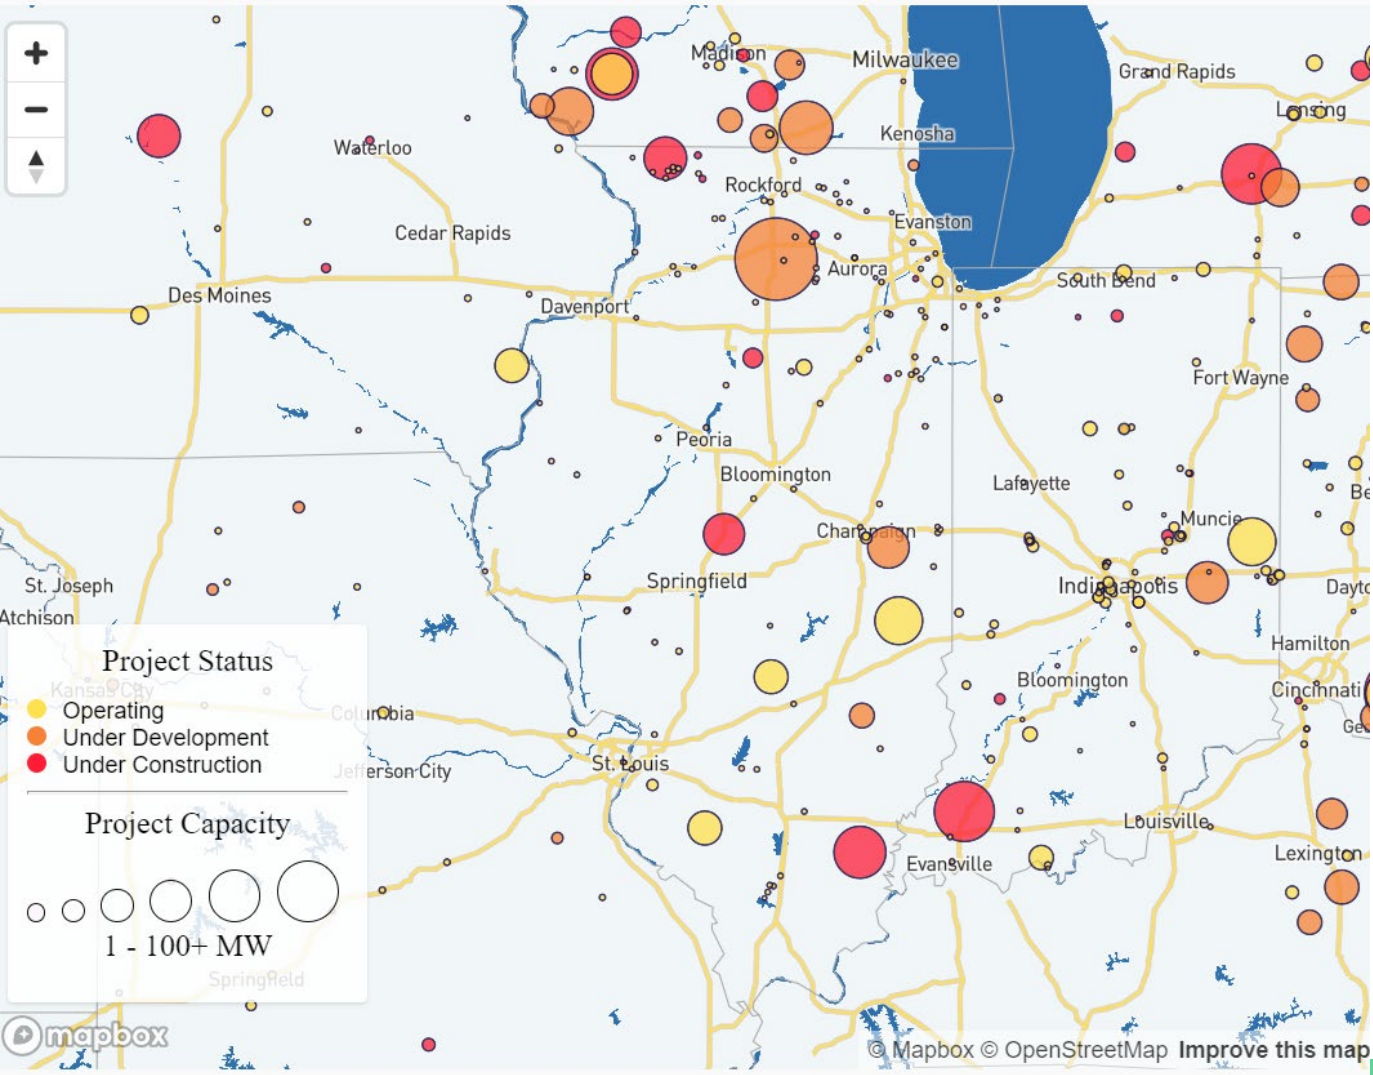 +
Madison
Milwaukee
Grand Rapids
Lansing
−
Kenosha
Waterloo
Rockford
Evanston
Cedar Rapids
Aurora
South Bend
Des Moines
Davenport
Fort Wayne
Peoria
Bloomington
Lafayette
Be
Muncie
Champaign
Springfield
St. Joseph
Indianapolis
Dayto
Atchison
Hamilton
Project Status
Bloomington
Kansas City
Cincinnati
Operating
Columbia
Geo
Under Development
Under Construction
St. Louis
Jefferson City
Project Capacity
Louisville
Evansville
Lexington
1 - 100+ MW
Springfield
mapbox
© Mapbox © OpenStreetMap Improve this map